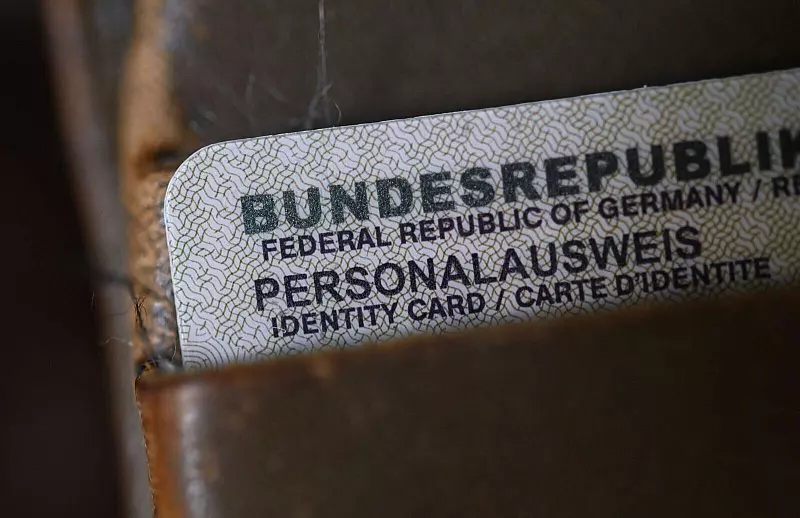 BUNDESREPUBLIK
FEDERAL REPUBLIC OF GERMANY /
PERSONALAUSWEIS
IDENTITY CARD / CARTE D'IDENTITE